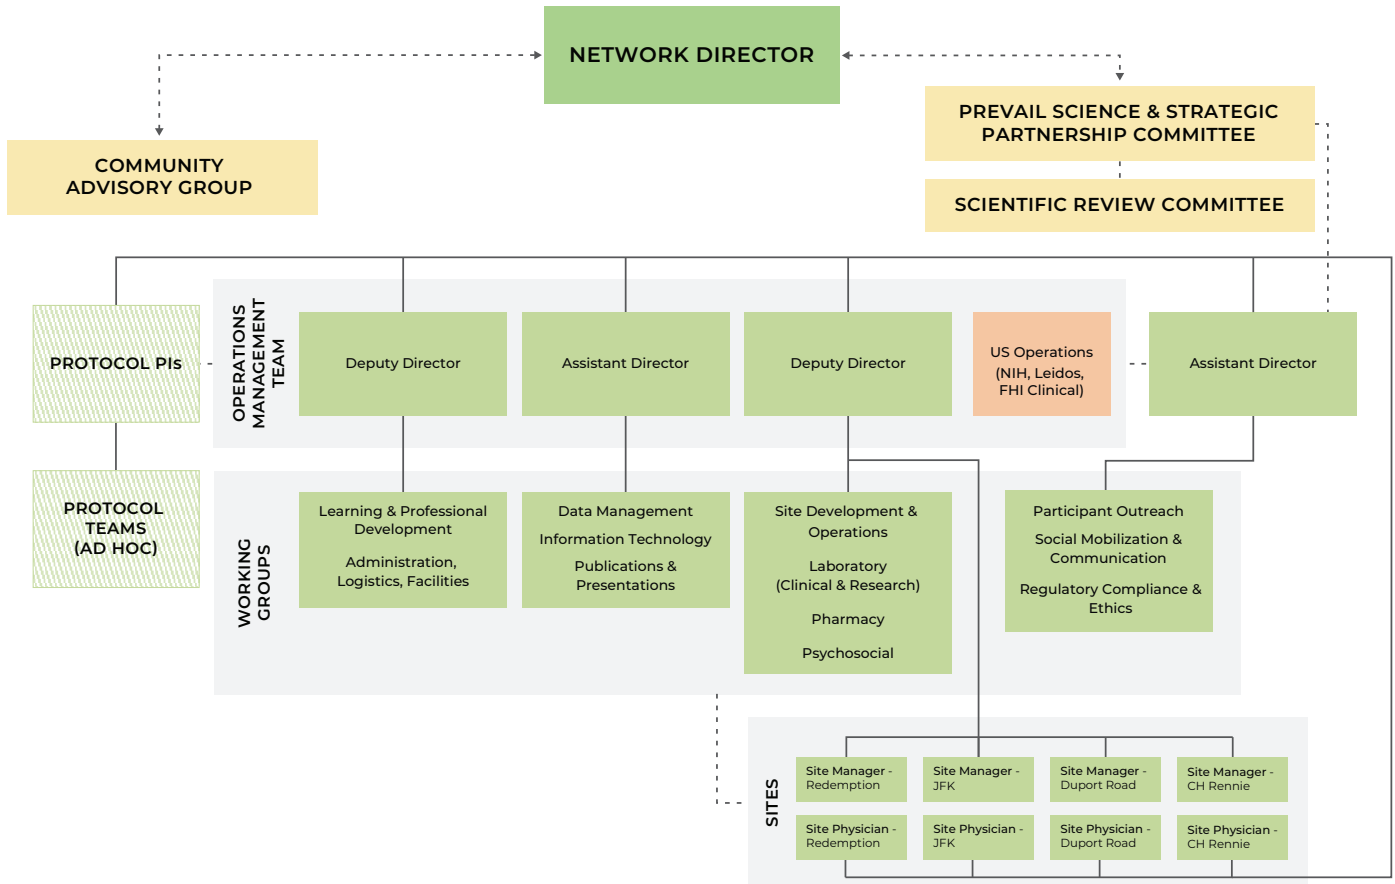 NETWORK DIRECTOR
PREVAIL SCIENCE & STRATEGIC
PARTNERSHIP COMMITTEE
COMMUNITY
ADVISORY GROUP
SCIENTIFIC REVIEW COMMITTEE
PROTOCOL PIs
OPERATIONS
MANAGEMENT
TEAM
Deputy Director
Assistant Director
Deputy Director
US Operations
(NIH, Leidos,
FHI Clinical)
Assistant Director
PROTOCOL
TEAMS
(AD HOC)
WORKING
GROUPS
Learning & Professional
Development
Administration,
Logistics, Facilities
Data Management
Information Technology
Publications &
Presentations
Site Development &
Operations
Laboratory
(Clinical & Research)
Pharmacy
Psychosocial
Participant Outreach
Social Mobilization &
Communication
Regulatory Compliance &
Ethics
SITES
Site Manager -
Redemption
Site Manager -
JFK
Site Manager -
Duport Road
Site Manager -
CH Rennie
Site Physician -
Redemption
Site Physician -
JFK
Site Physician -
Duport Road
Site Physician -
CH Rennie